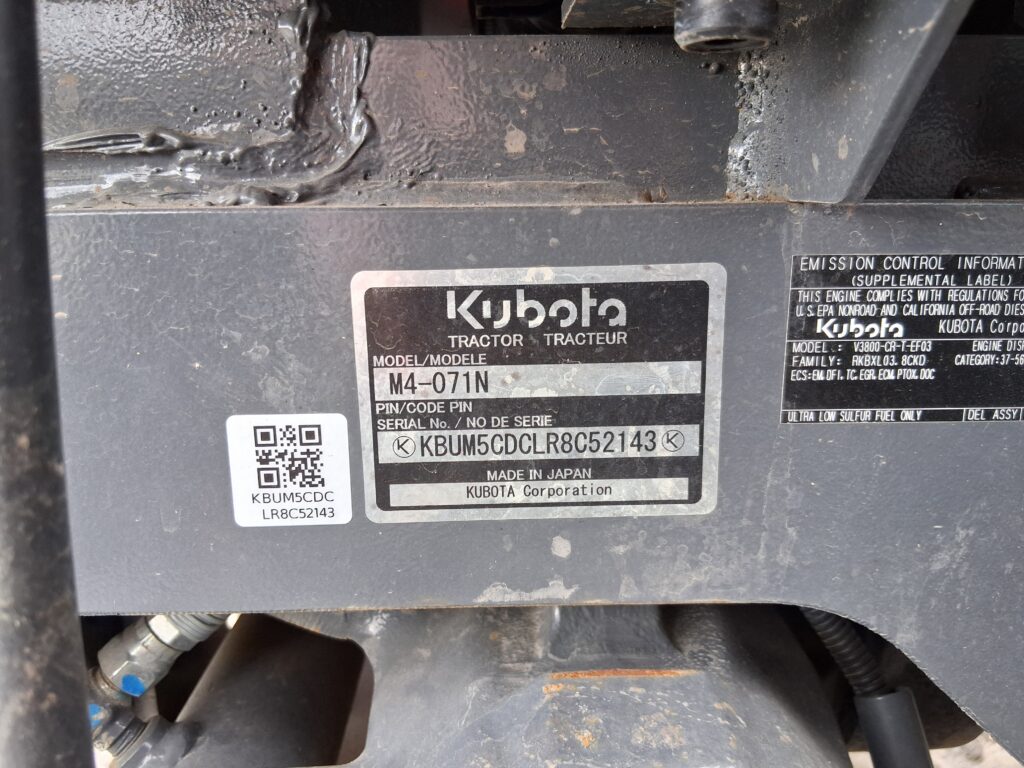 Kubota
TRACTOR TRACTEUR
MODEL/MODELE
M4-071N
PIN/CODE PIN
SERIAL No. / NO DE SERIE
KBUM5CDCLR8C52143
MADE IN JAPAN
KUBOTA Corporation
KBUM5CDC
LR8C52143
EMISSION CONTROL INFORMAT
(SUPPLEMENTAL LABEL)
THIS ENGINE COMPLIES WITH REGULATIONS FO
U.S. EPA NONROAD AND CALIFORNIA OFF-ROAD DIES
Kubota KUBOTA Corpo
MODEL: V3800-CR-T-EF03 ENGINE DISP
FAMILY: RKBXL03.8CKD CATEGORY:37-56
ECS:EM,DFI,TC,EGR,ECM,PTOX,DOC
ULTRA LOW SULFUR FUEL ONLY DEL ASSY